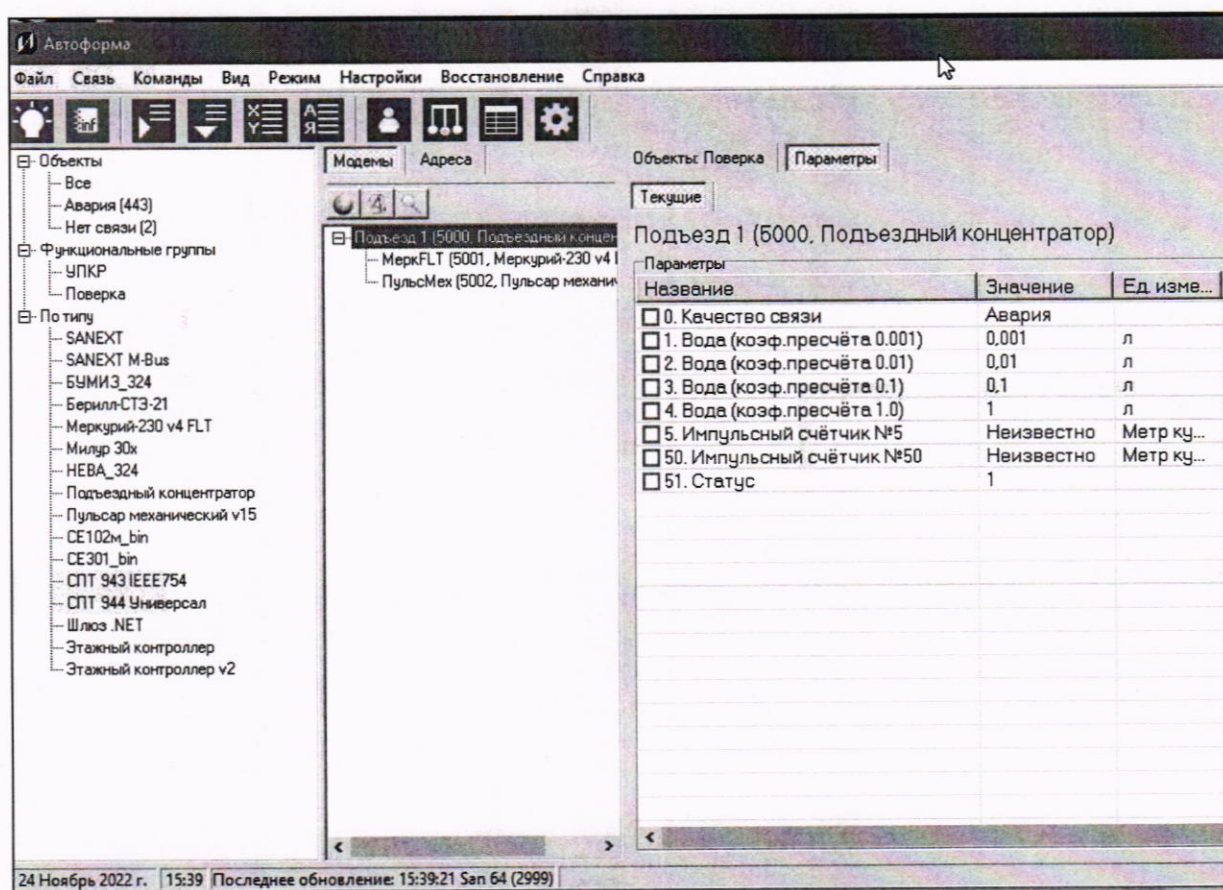 Автоформа
Файл Связь Команды Вид Режим Настройки Восстановление Справка
inf X Y А Я
Объекты
Все
Авария (443)
Нет связи (2)
Функциональные группы
УПКР
Поверка
По типу
SANEXT
SANEXT M-Bus
БУМИЗ_324
Берилл-СТЭ-21
Меркурий-230 v4 FLT
Милур 30x
НЕВА_324
Подъездный концентратор
Пульсар механический v15
CE102м_bin
CE301_bin
СПТ 943 IEEE754
СПТ 944 Универсал
Шлюз .NET
Этажный контроллер
Этажный контроллер v2
Модемы Адреса
Подъезд 1 (5000, Подъездный концен
МеркFLT (5001, Меркурий-230 v4
ПульсМех (5002, Пульсар механи
Объекты: Поверка Параметры
Текущие
Подъезд 1 (5000, Подъездный концентратор)
Параметры
Название Значение Ед. изме...
0. Качество связи Авария
1. Вода (коэф.пресчёта 0.001) 0,001 л
2. Вода (коэф.пресчёта 0.01) 0,01 л
3. Вода (коэф.пресчёта 0.1) 0,1 л
4. Вода (коэф.пресчёта 1.0) 1 л
5. Импульсный счётчик №5 Неизвестно Метр ку...
50. Импульсный счётчик №50 Неизвестно Метр ку...
51. Статус 1
24 Ноябрь 2022 г. 15:39 Последнее обновление: 15:39:21 San 64 (2999)